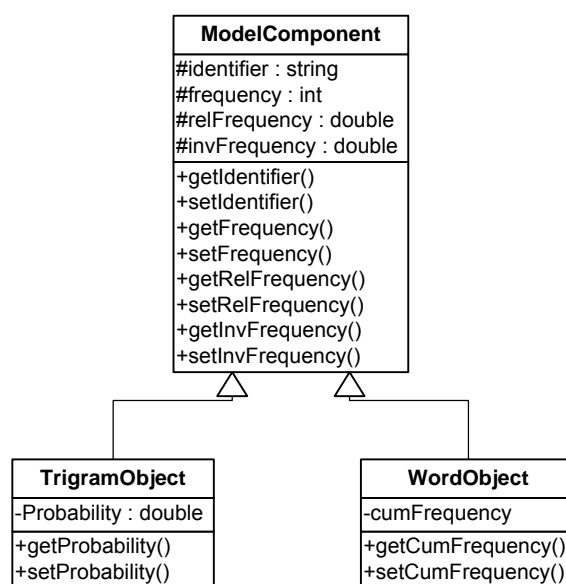 ModelComponent
#identifier : string
#frequency : int
#relFrequency : double
#invFrequency : double
+getIdentifier()
+setIdentifier()
+getFrequency()
+setFrequency()
+getRelFrequency()
+setRelFrequency()
+getInvFrequency()
+setInvFrequency()
TrigramObject
-Probability : double
+getProbability()
+setProbability()
WordObject
-cumFrequency
+getCumFrequency()
+setCumFrequency()